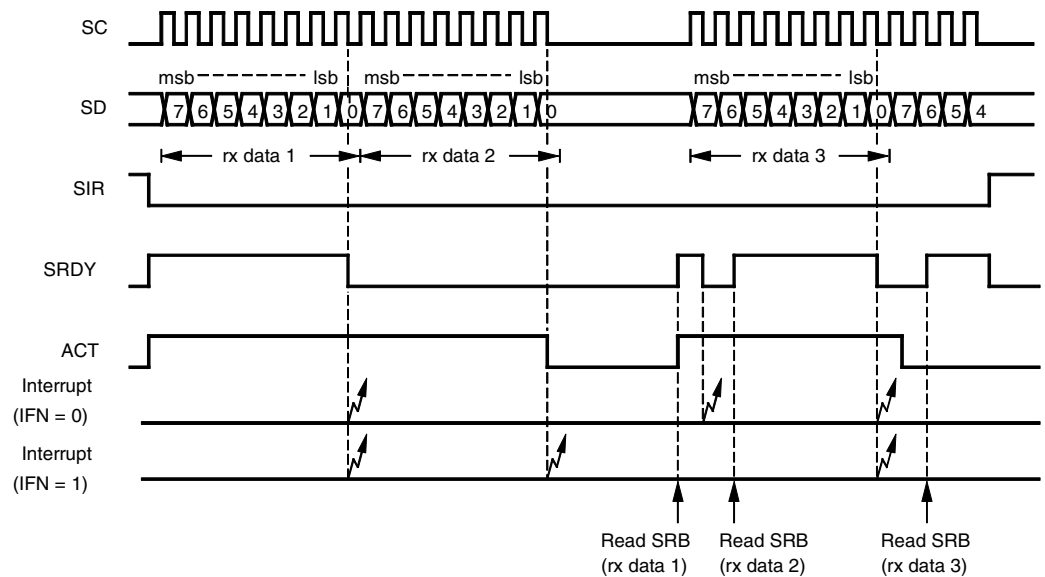 SC
msb lsb msb lsb msb lsb
SD 7 6 5 4 3 2 1 0 7 6 5 4 3 2 1 0 7 6 5 4 3 2 1 0 7 6 5 4
rx data 1 rx data 2 rx data 3
SIR
SRDY
ACT
Interrupt
(IFN = 0)
Interrupt
(IFN = 1)
Read SRB
(rx data 1)
Read SRB
(rx data 2)
Read SRB
(rx data 3)